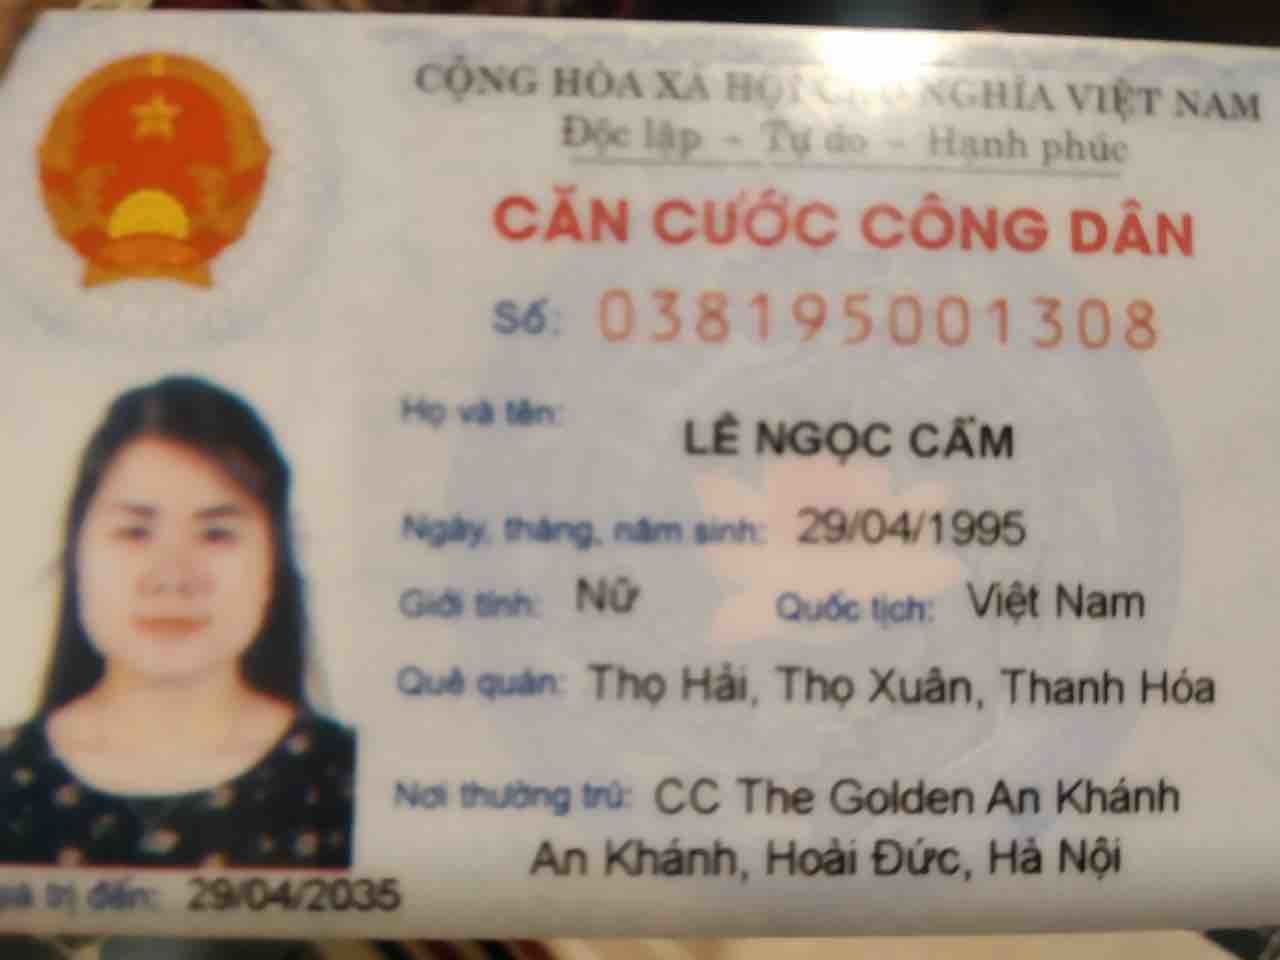 CỘNG HÒA XÃ HỘI CHỦ NGHĨA VIỆT NAM
Độc lập - Tự do - Hạnh phúc
CĂN CƯỚC CÔNG DÂN
Số: 038195001308
Họ và tên: LÊ NGỌC CẨM
Ngày, tháng, năm sinh: 29/04/1995
Giới tính: Nữ Quốc tịch: Việt Nam
Quê quán: Thọ Hải, Thọ Xuân, Thanh Hóa
Nơi thường trú: CC The Golden An Khánh
An Khánh, Hoài Đức, Hà Nội
giá trị đến: 29/04/2035